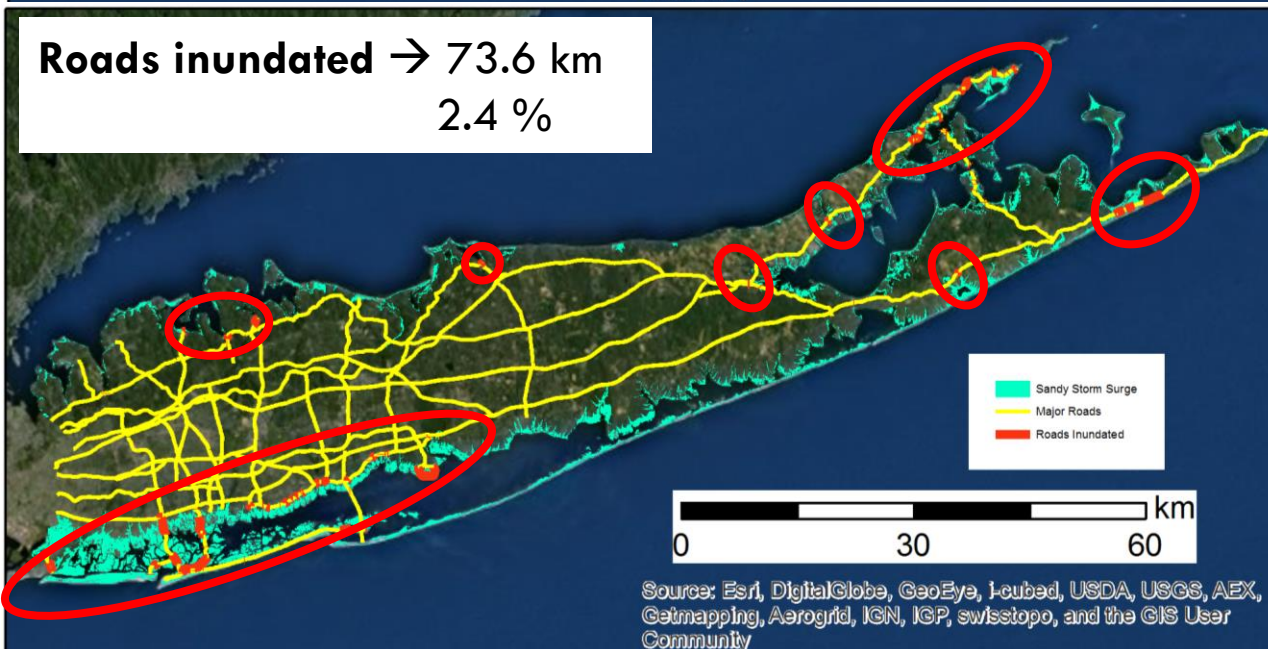 Roads inundated → 73.6 km
2.4 %
Sandy Storm Surge
Major Roads
Roads Inundated
km
0 30 60
Source: Esri, DigitalGlobe, GeoEye, i-cubed, USDA, USGS, AEX,
Getmapping, Aerogrid, IGN, IGP, swisstopo, and the GIS User
Community